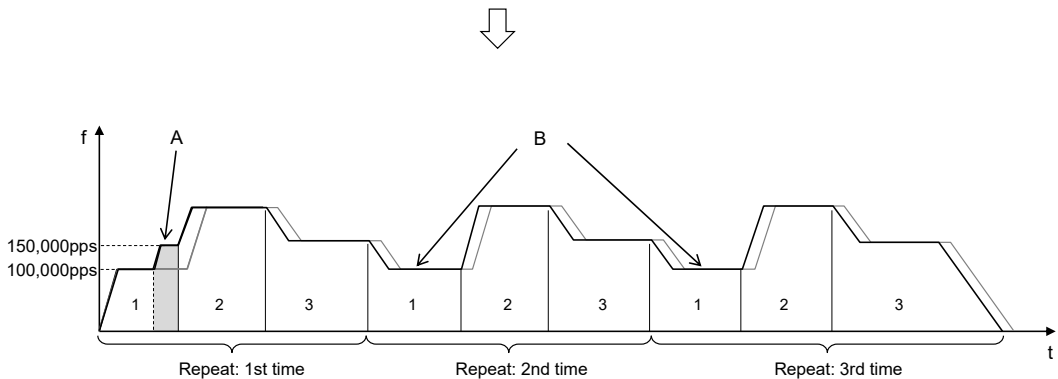 f
A
B
150,000pps
100,000pps
1
2
3
1
2
3
1
2
3
t
Repeat: 1st time
Repeat: 2nd time
Repeat: 3rd time